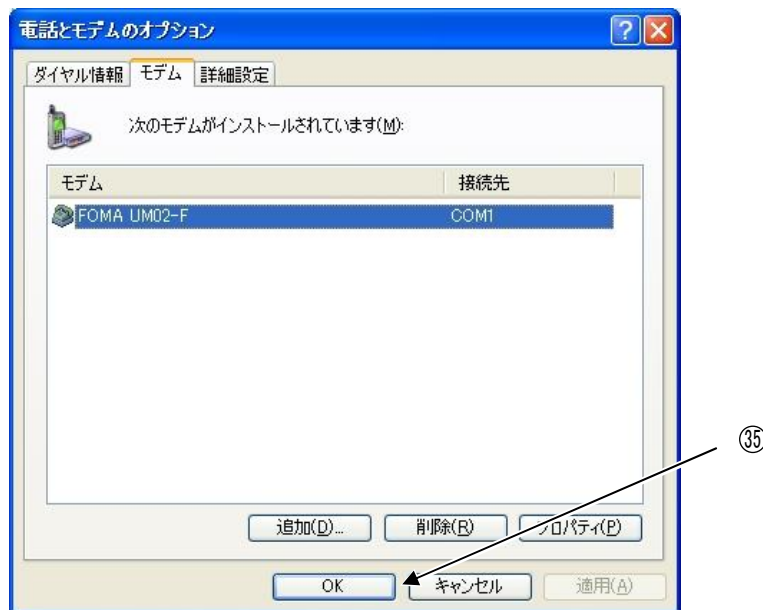 電話とモデムのオプション
ダイヤル情報 モデム 詳細設定
次のモデムがインストールされています(M):
モデム 接続先
FOMA UM02-F COM1
㉟
追加(D)... 削除(R) プロパティ(P)
OK キャンセル 適用(A)